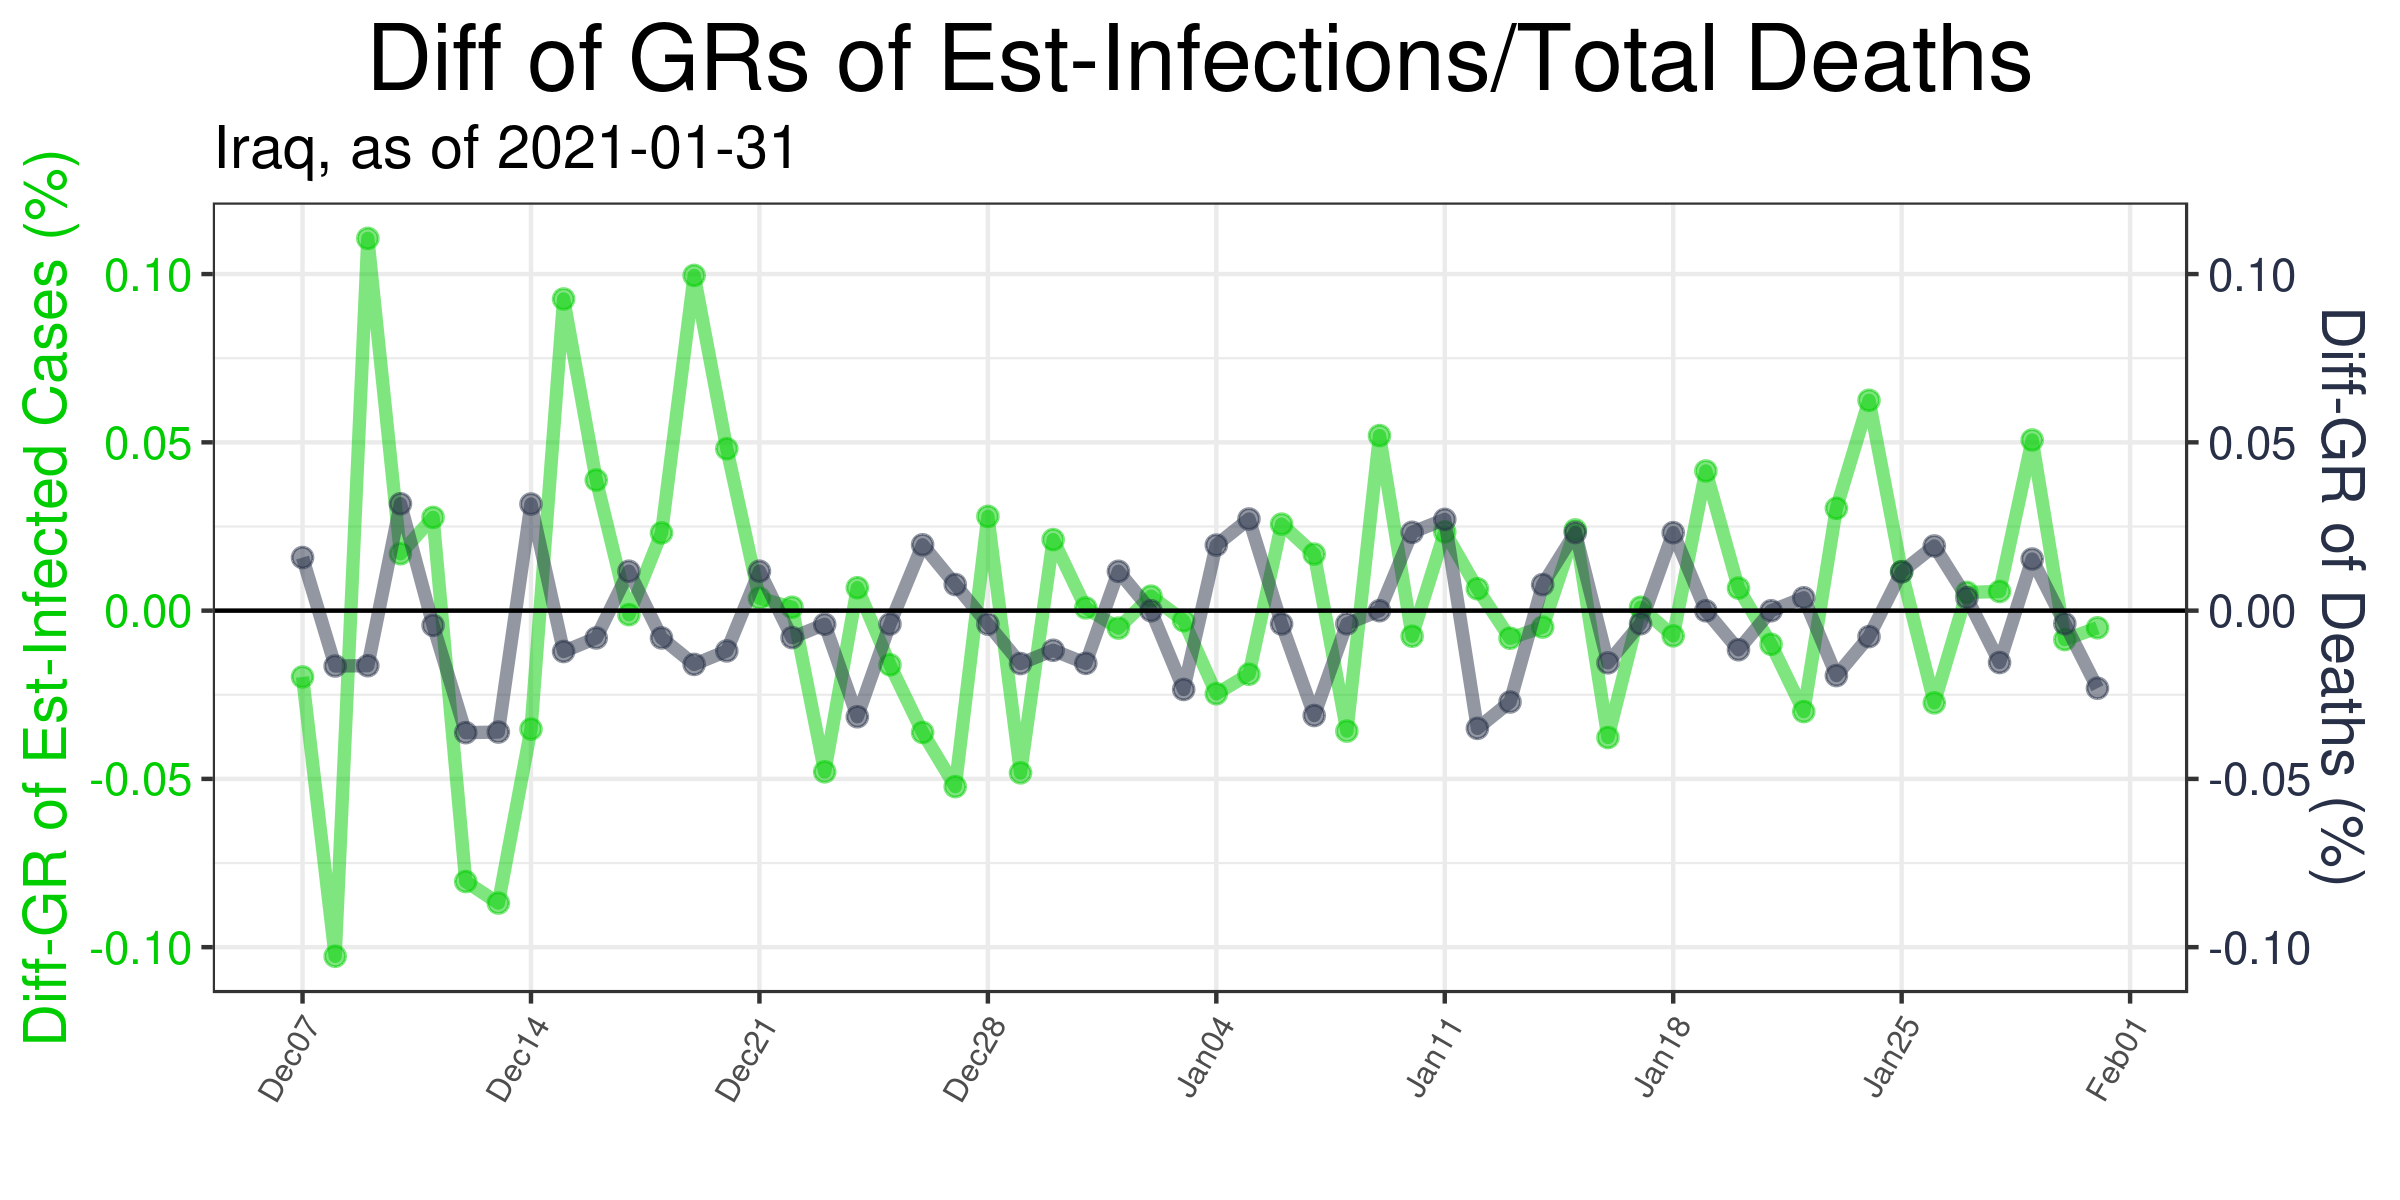 Diff of GRs of Est-Infections/Total Deaths
Iraq, as of 2021-01-31
Diff-GR of Est-Infected Cases (%)
0.10
0.05
0.00
-0.05
-0.10
0.10
0.05
0.00
-0.05
-0.10
Diff-GR of Deaths (%)
Dec07
Dec14
Dec21
Dec28
Jan04
Jan11
Jan18
Jan25
Feb01